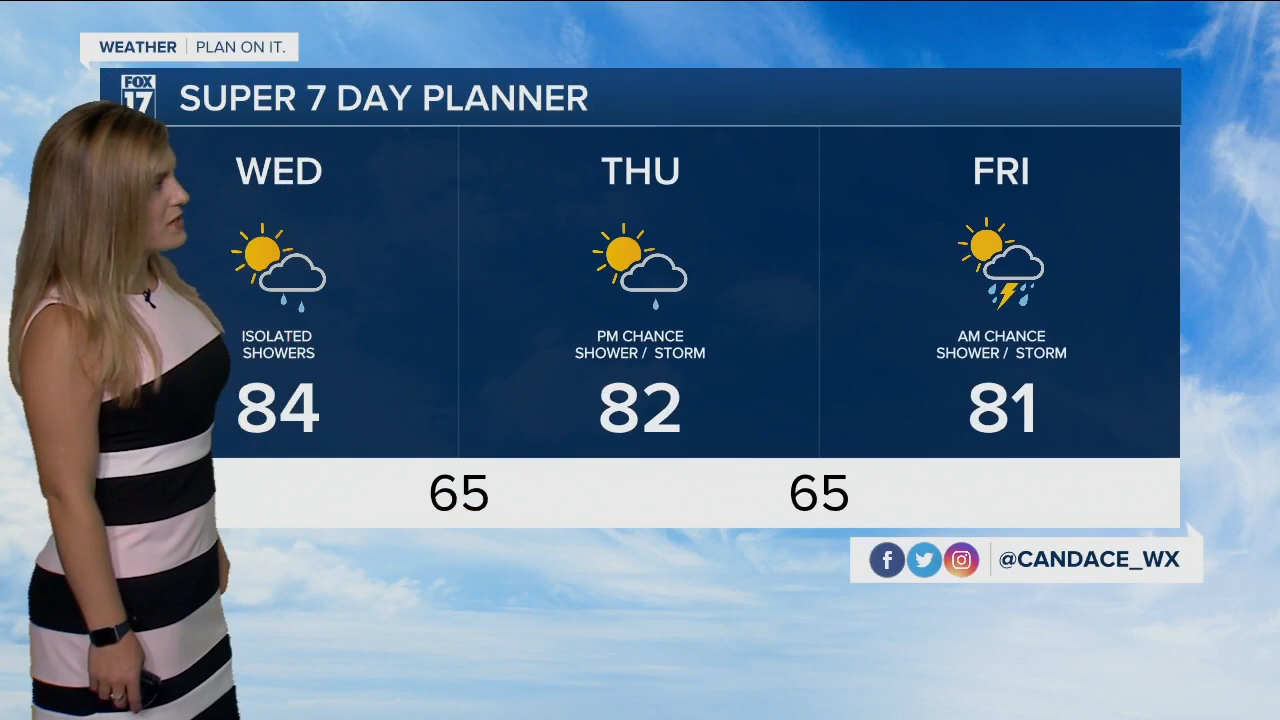 WEATHER | PLAN ON IT.
FOX
17
SUPER 7 DAY PLANNER
WED
THU
FRI
ISOLATED
SHOWERS
PM CHANCE
SHOWER / STORM
AM CHANCE
SHOWER / STORM
84
82
81
65
65
@CANDACE_WX